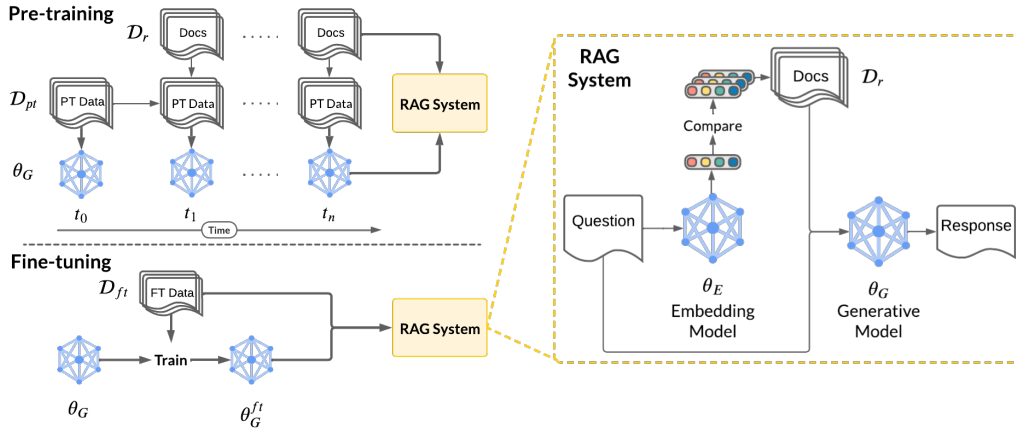 Pre-training
𝒟r
Docs
. . . . .
Docs
𝒟pt
PT Data
PT Data
. . . . .
PT Data
RAG System
θG
. . . . .
t0
t1
tn
Time
Fine-tuning
𝒟ft
FT Data
Train
RAG System
θG
θG^ft
RAG
System
Docs
𝒟r
Compare
Question
Response
θE
Embedding
Model
θG
Generative
Model